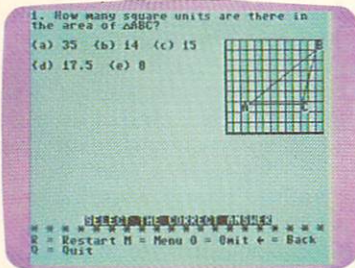 1. How many square units are there in
the area of △ABC?
(a) 35 (b) 14 (c) 15
(d) 17.5 (e) 8
B
A
C
SELECT THE CORRECT ANSWER
R = Restart M = Menu O = Omit ← = Back
Q = Quit